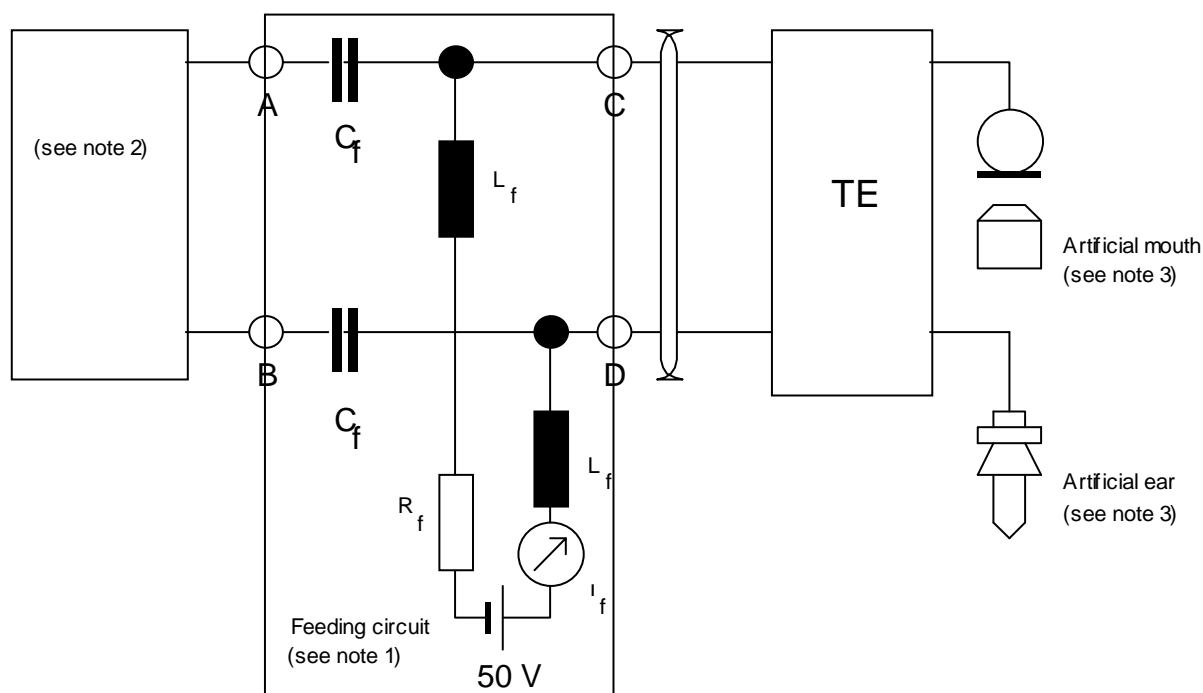 A
C
C f
(see note 2)
L f
TE
Artificial mouth
(see note 3)
B
D
C f
L f
R f
Artificial ear
(see note 3)
I f
Feeding circuit
(see note 1)
50 V